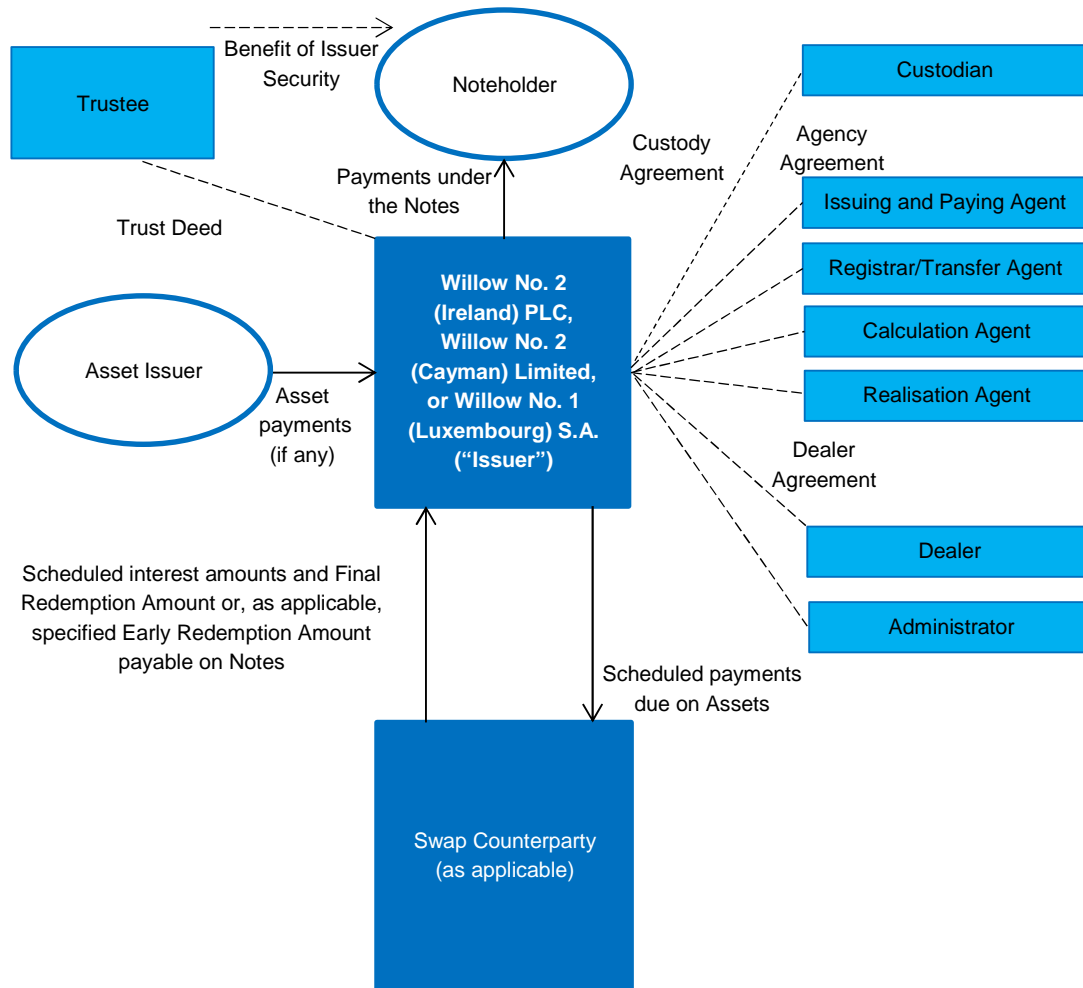 Benefit of Issuer
Security
Trustee
Noteholder
Custodian
Custody
Agreement
Agency
Agreement
Payments under
the Notes
Issuing and Paying Agent
Trust Deed
Registrar/Transfer Agent
Willow No. 2
(Ireland) PLC,
Willow No. 2
(Cayman) Limited,
or Willow No. 1
(Luxembourg) S.A.
(“Issuer”)
Calculation Agent
Asset Issuer
Realisation Agent
Asset
payments
(if any)
Dealer
Agreement
Dealer
Scheduled interest amounts and Final
Redemption Amount or, as applicable,
specified Early Redemption Amount
payable on Notes
Administrator
Scheduled payments
due on Assets
Swap Counterparty
(as applicable)